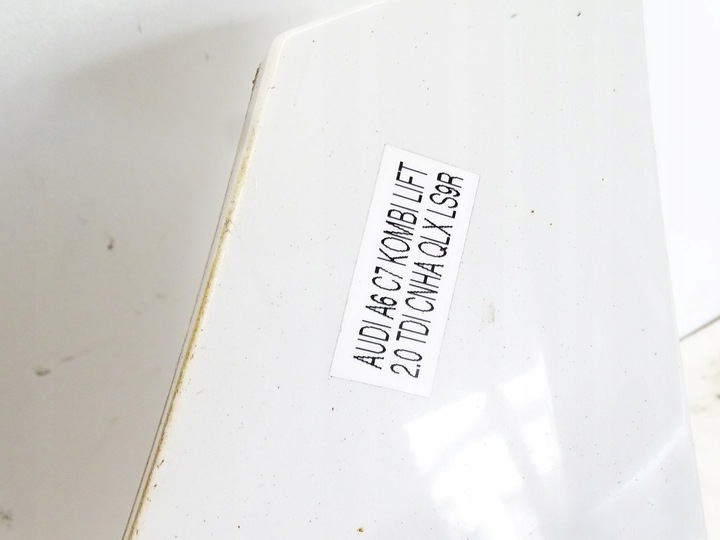 AUDI A6 C7 KOMBI LIFT
2.0 TDI CNHA QLX LS9R